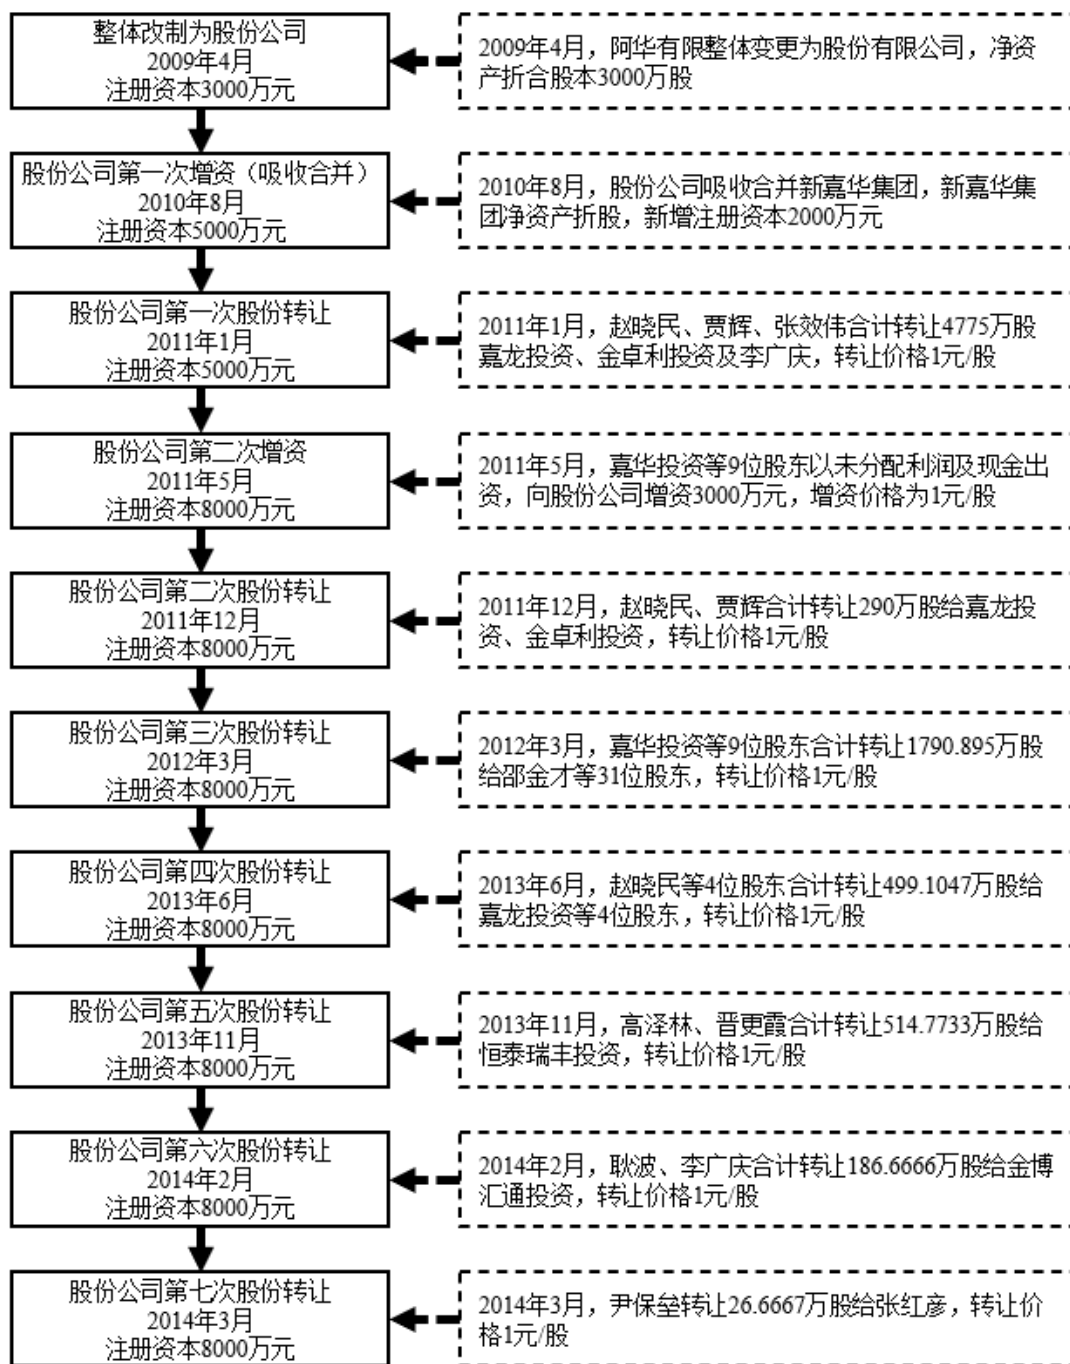 整体改制为股份公司
2009年4月
注册资本3000万元
2009年4月，阿华有限整体变更为股份有限公司，净资
产折合股本3000万股
股份公司第一次增资（吸收合并）
2010年8月
注册资本5000万元
2010年8月，股份公司吸收合并新嘉华集团，新嘉华集
团净资产折股，新增注册资本2000万元
股份公司第一次股份转让
2011年1月
注册资本5000万元
2011年1月，赵晓民、贾辉、张效伟合计转让4775万股
嘉龙投资、金卓利投资及李广庆，转让价格1元/股
股份公司第二次增资
2011年5月
注册资本8000万元
2011年5月，嘉华投资等9位股东以未分配利润及现金出
资，向股份公司增资3000万元，增资价格为1元/股
股份公司第二次股份转让
2011年12月
注册资本8000万元
2011年12月，赵晓民、贾辉合计转让290万股给嘉龙投
资、金卓利投资，转让价格1元/股
股份公司第三次股份转让
2012年3月
注册资本8000万元
2012年3月，嘉华投资等9位股东合计转让1790.895万股
给邵金才等31位股东，转让价格1元/股
股份公司第四次股份转让
2013年6月
注册资本8000万元
2013年6月，赵晓民等4位股东合计转让499.1047万股给
嘉龙投资等4位股东，转让价格1元/股
股份公司第五次股份转让
2013年11月
注册资本8000万元
2013年11月，高泽林、晋更霞合计转让514.7733万股给
恒泰瑞丰投资，转让价格1元/股
股份公司第六次股份转让
2014年2月
注册资本8000万元
2014年2月，耿波、李广庆合计转让186.6666万股给金博
汇通投资，转让价格1元/股
股份公司第七次股份转让
2014年3月
注册资本8000万元
2014年3月，尹保垒转让26.6667万股给张红彦，转让价
格1元/股